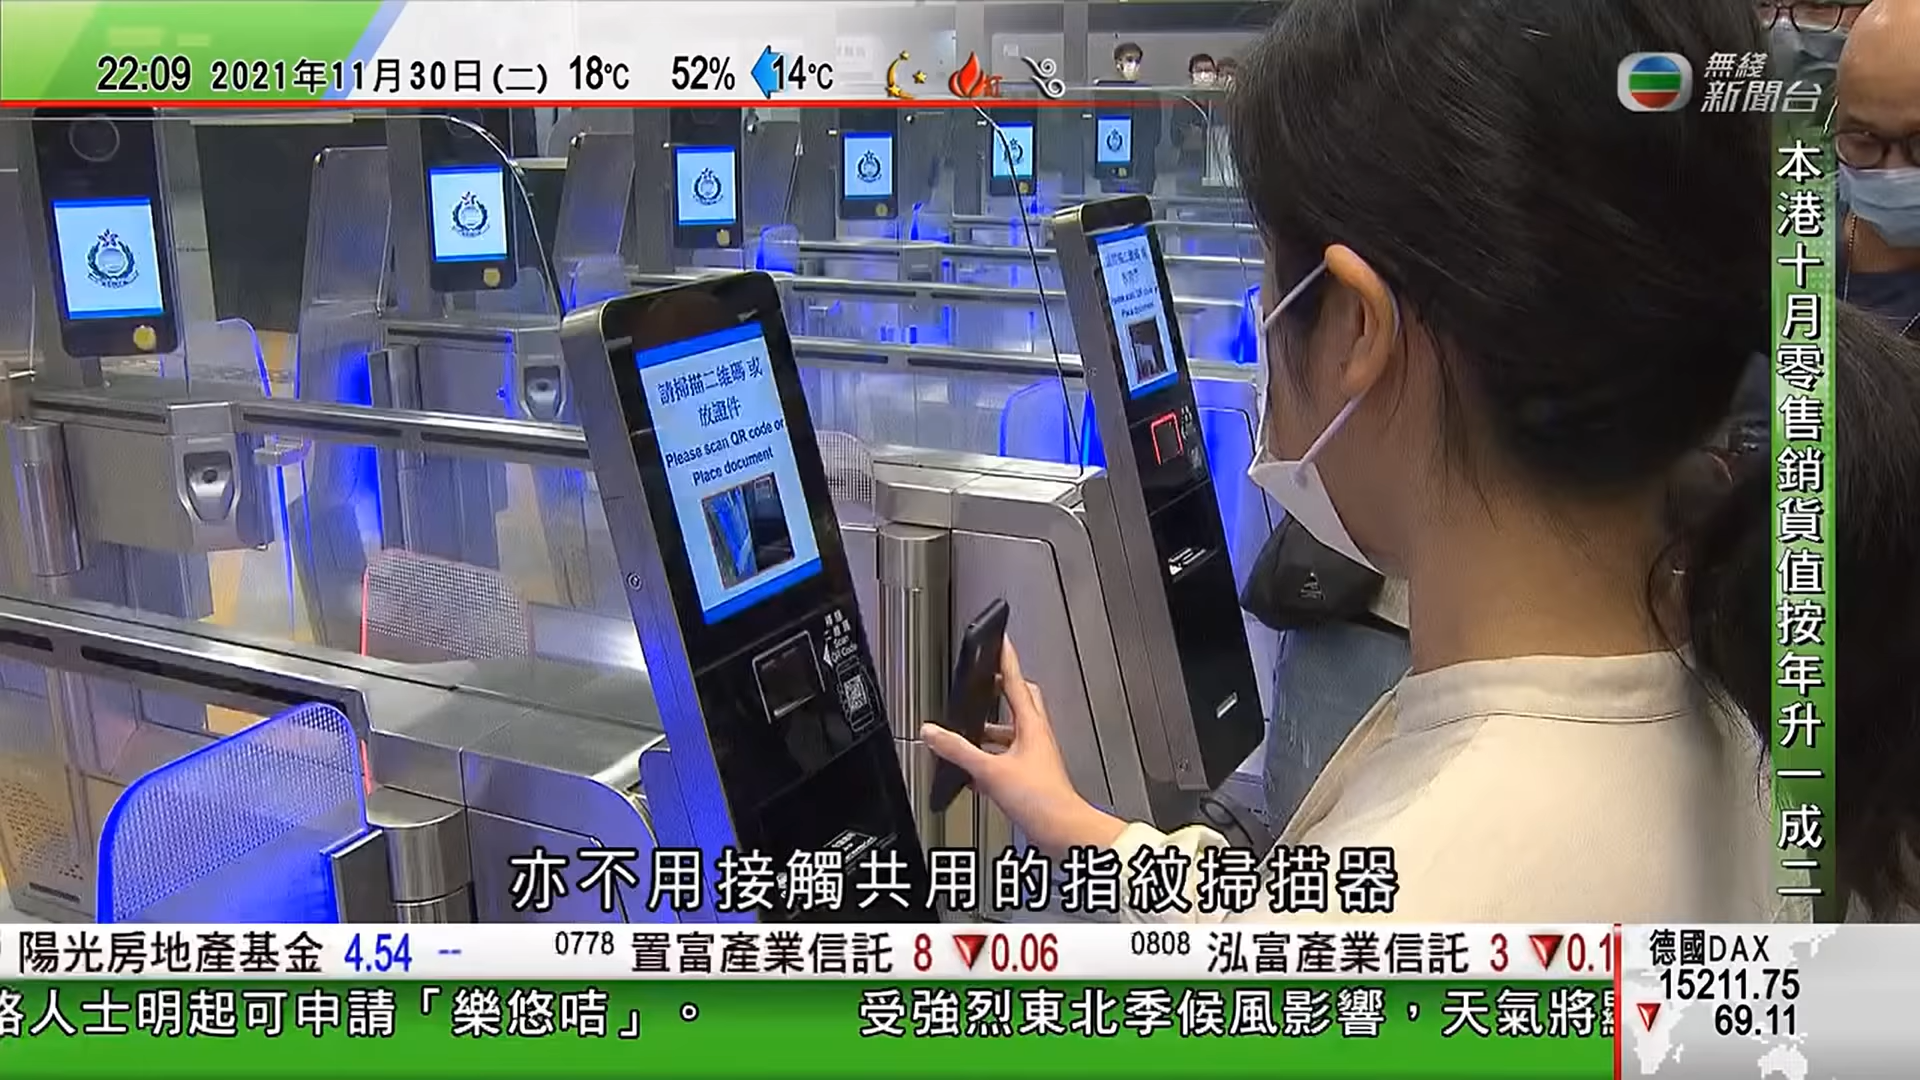 22:09 2021年11月30日(二) 18℃ 52% 14℃ 紅
無綫
新聞台
本港十月零售銷貨值按年升一成二
請掃描二維碼 或
放證件
Please scan QR code or
Place document
Scan
QR Code
亦不用接觸共用的指紋掃描器
陽光房地產基金 4.54 -- 0778 置富產業信託 8 ▼0.06 0808 泓富產業信託 3 ▼0.1
人士明起可申請「樂悠咭」。 受強烈東北季候風影響，天氣將
德國DAX
15211.75
▼ 69.11